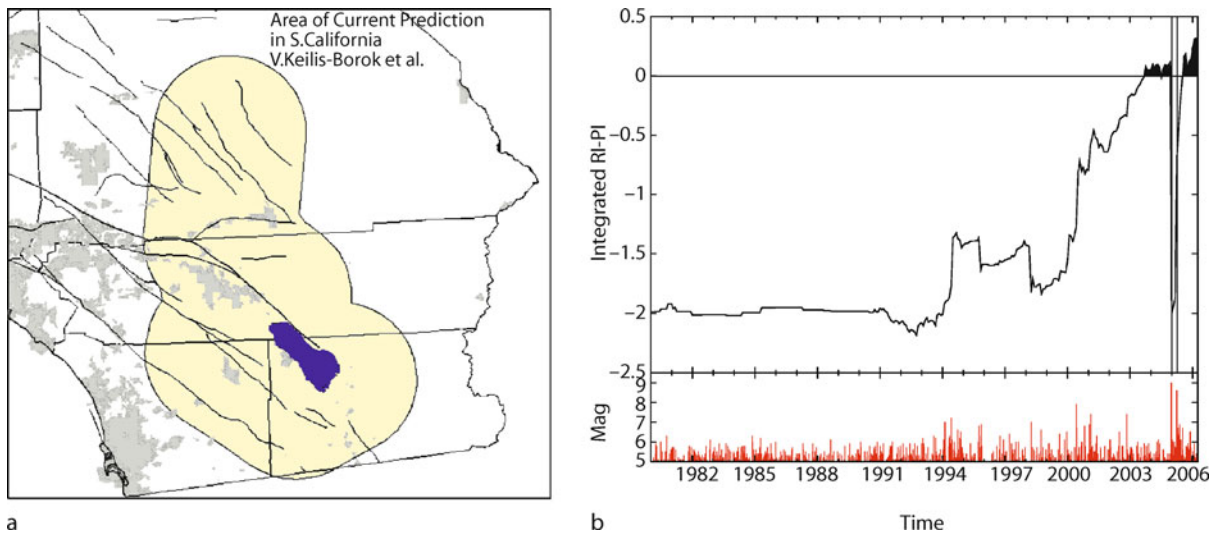 Area of Current Prediction
in S.California
V.Keilis-Borok et al.
a
0.5
0
−0.5
−1
−1.5
−2
−2.5
Integrated RI-PI
9
8
7
6
5
Mag
1982 1985 1988 1991 1994 1997 2000 2003 2006
b
Time